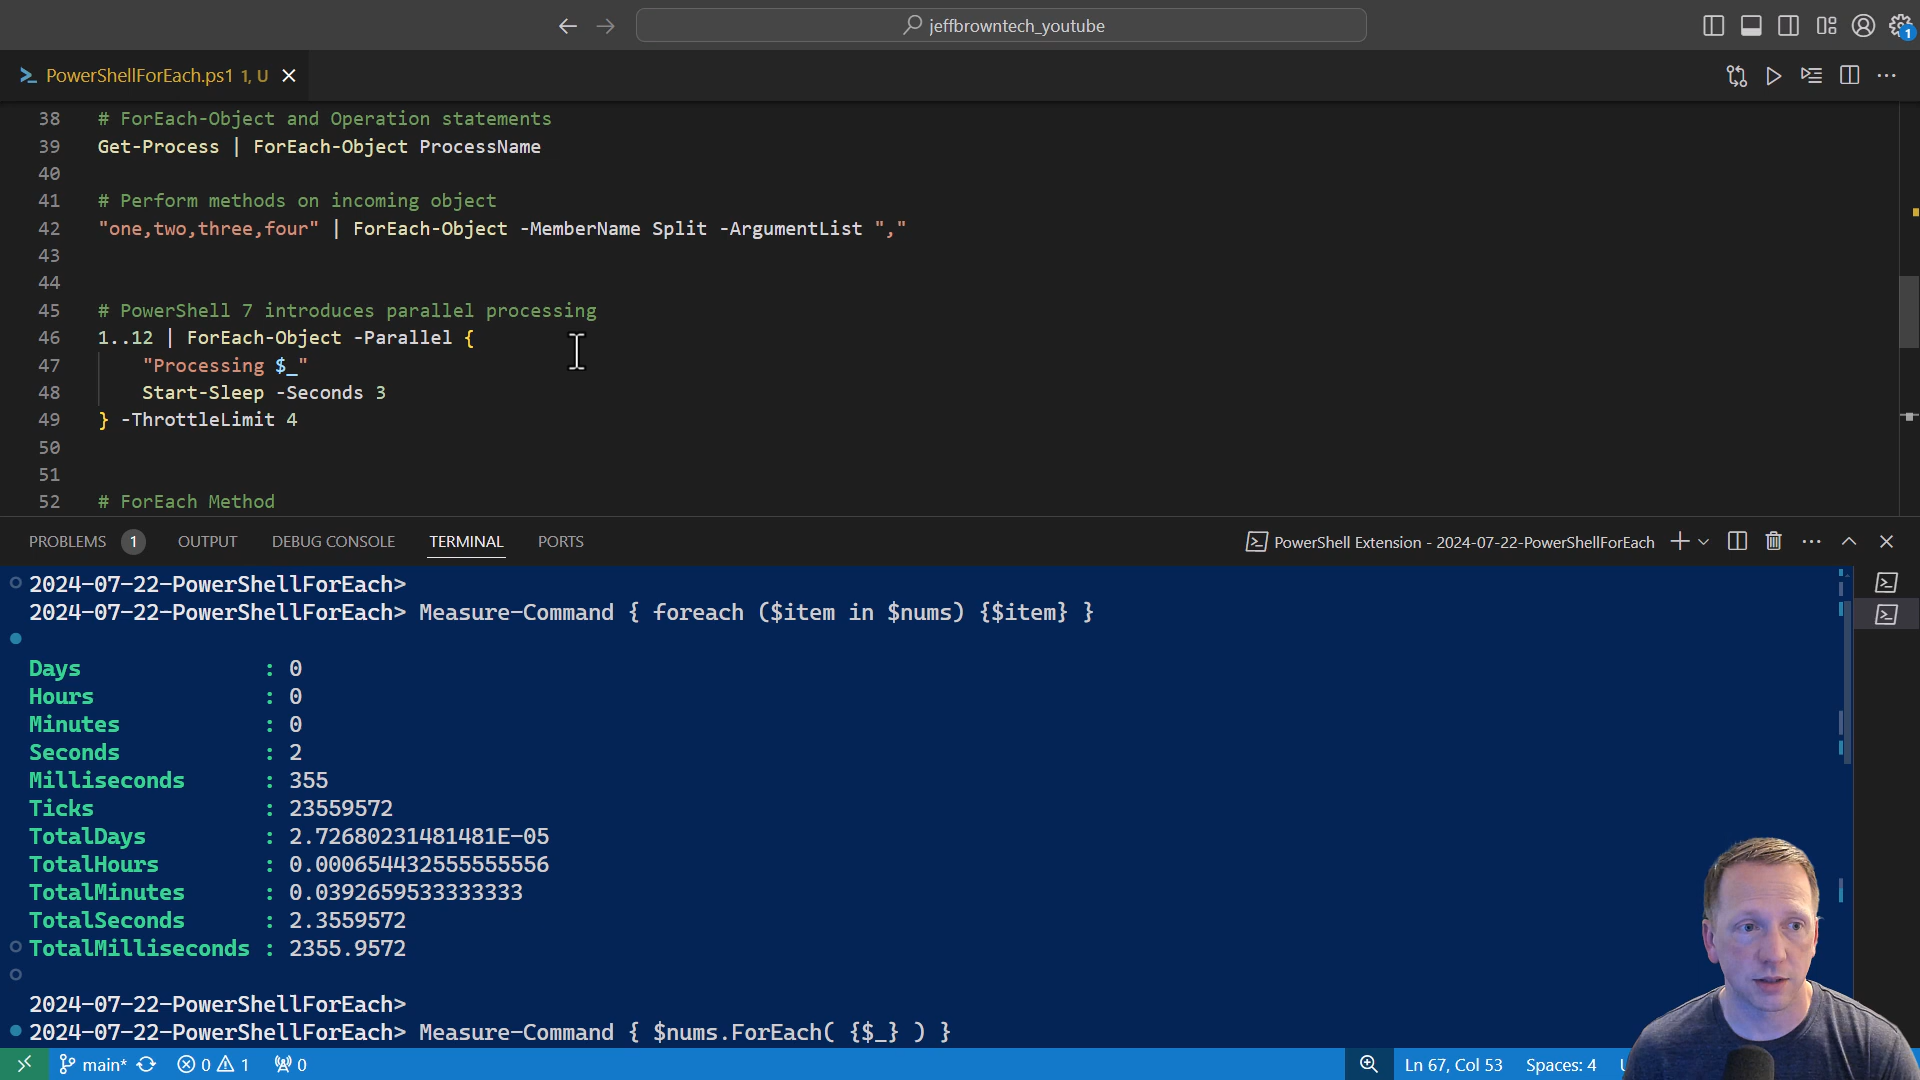 jeffbrowntech_youtube
1
PowerShellForEach.ps1 1, U
38 # ForEach-Object and Operation statements
39 Get-Process | ForEach-Object ProcessName
40
41 # Perform methods on incoming object
42 "one,two,three,four" | ForEach-Object -MemberName Split -ArgumentList ","
43
44
45 # PowerShell 7 introduces parallel processing
46 1..12 | ForEach-Object -Parallel {
47 "Processing $_"
48 Start-Sleep -Seconds 3
49 } -ThrottleLimit 4
50
51
52 # ForEach Method
PROBLEMS 1 OUTPUT DEBUG CONSOLE TERMINAL PORTS PowerShell Extension - 2024-07-22-PowerShellForEach
2024-07-22-PowerShellForEach>
2024-07-22-PowerShellForEach> Measure-Command { foreach ($item in $nums) {$item} }
Days : 0
Hours : 0
Minutes : 0
Seconds : 2
Milliseconds : 355
Ticks : 23559572
TotalDays : 2.72680231481481E-05
TotalHours : 0.000654432555555556
TotalMinutes : 0.0392659533333333
TotalSeconds : 2.3559572
TotalMilliseconds : 2355.9572
2024-07-22-PowerShellForEach>
2024-07-22-PowerShellForEach> Measure-Command { $nums.ForEach( {$_} ) }
main* 0 1 0 Ln 67, Col 53 Spaces: 4